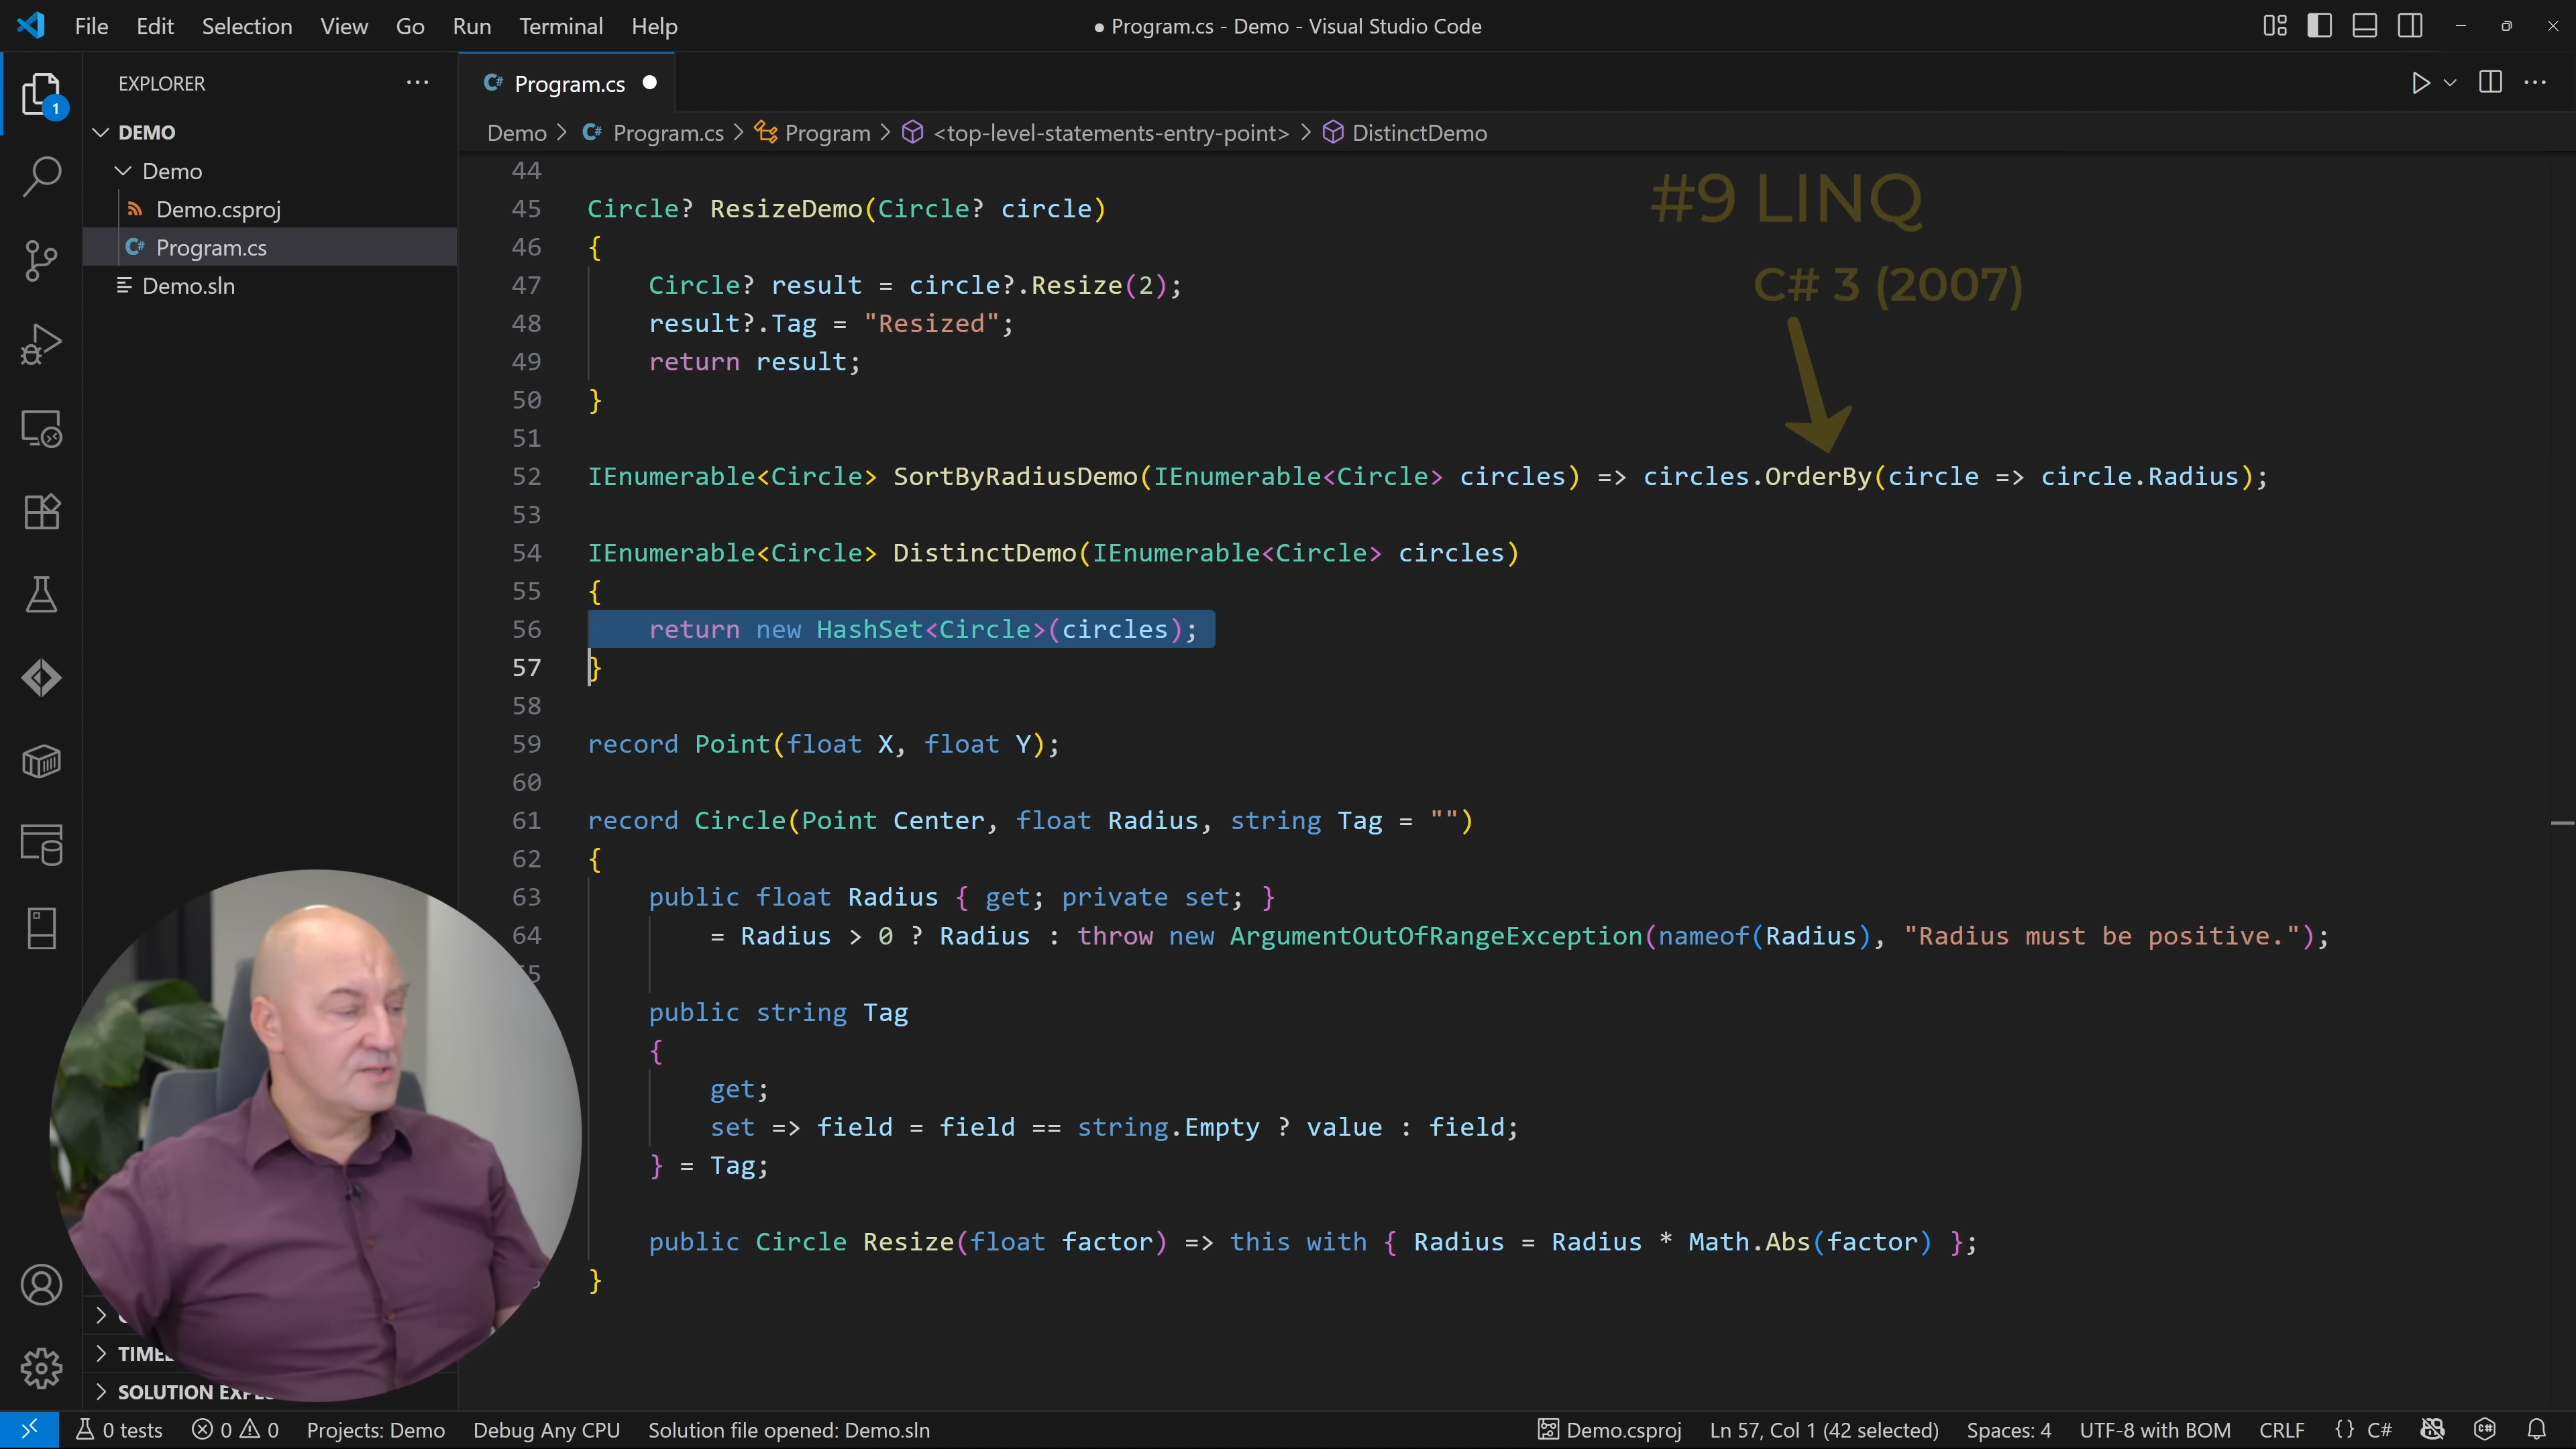 File Edit Selection View Go Run Terminal Help
● Program.cs - Demo - Visual Studio Code
1
EXPLORER
DEMO
Demo
Demo.csproj
C# Program.cs
Demo.sln
C# Program.cs
Demo > C# Program.cs > Program > <top-level-statements-entry-point> > DistinctDemo
#9 LINQ
C# 3 (2007)
44
45 Circle? ResizeDemo(Circle? circle)
46 {
47 Circle? result = circle?.Resize(2);
48 result?.Tag = "Resized";
49 return result;
50 }
51
52 IEnumerable<Circle> SortByRadiusDemo(IEnumerable<Circle> circles) => circles.OrderBy(circle => circle.Radius);
53
54 IEnumerable<Circle> DistinctDemo(IEnumerable<Circle> circles)
55 {
56 return new HashSet<Circle>(circles);
57 }
58
59 record Point(float X, float Y);
60
61 record Circle(Point Center, float Radius, string Tag = "")
62 {
63 public float Radius { get; private set; }
64 = Radius > 0 ? Radius : throw new ArgumentOutOfRangeException(nameof(Radius), "Radius must be positive.");
public string Tag
{
get;
set => field = field == string.Empty ? value : field;
} = Tag;
public Circle Resize(float factor) => this with { Radius = Radius * Math.Abs(factor) };
}
SOLUTION
0 tests 0 0 Projects: Demo Debug Any CPU Solution file opened: Demo.sln
Demo.csproj Ln 57, Col 1 (42 selected) Spaces: 4 UTF-8 with BOM CRLF {} C#